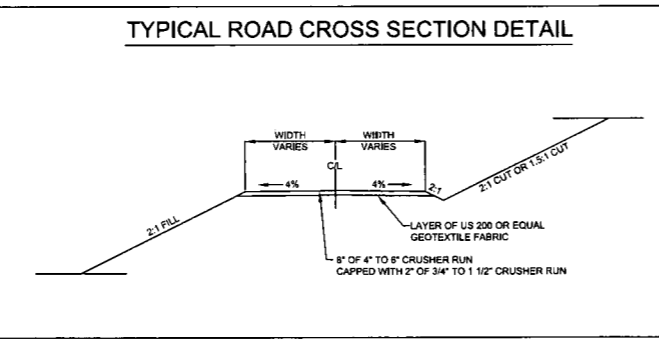 TYPICAL ROAD CROSS SECTION DETAIL
WIDTH
VARIES
WIDTH
VARIES
C/L
4%
4%
2:1
2:1 CUT OR 1.5:1 CUT
2:1 FILL
LAYER OF US 200 OR EQUAL
GEOTEXTILE FABRIC
8" OF 4" TO 6" CRUSHER RUN
CAPPED WITH 2" OF 3/4" TO 1 1/2" CRUSHER RUN